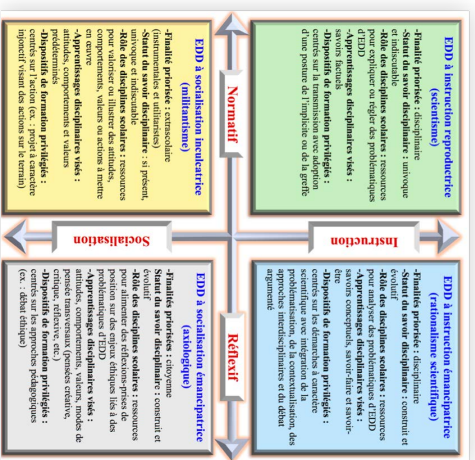 EDD à instruction reproductrice
(scientisme)
-Finalité priorisée : disciplinaire
-Statut du savoir disciplinaire : univoque
et indiscutable
-Rôle des disciplines scolaires : ressources
pour expliquer ou régler des problématiques
d'EDD
-Apprentissages disciplinaires visés :
savoirs factuels
-Dispositifs de formation privilégiés :
centrés sur la transmission avec adoption
d'une posture de l'implicite ou de la greffe
Instruction
EDD à instruction émancipatrice
(rationalisme scientifique)
-Finalité priorisée : disciplinaire
-Statut du savoir disciplinaire : construit et
évolutif
-Rôle des disciplines scolaires : ressources
pour analyser des problématiques d'EDD
-Apprentissages disciplinaires visés :
savoirs conceptuels, savoir-faire et savoir-
être
-Dispositifs de formation privilégiés :
centrés sur les démarches à caractère
scientifique avec intégration de la
problématisation, de la contextualisation, des
approches interdisciplinaires et du débat
argumenté
Normatif
Réflexif
EDD à socialisation inculcatrice
(militantisme)
-Finalité priorisée : extrascolaire
(instrumentales et utilitaristes)
-Statut du savoir disciplinaire : si présent,
univoque et indiscutable
-Rôle des disciplines scolaires : ressources
pour valoriser ou illustrer des attitudes,
comportements, valeurs ou actions à mettre
en œuvre
-Apprentissages disciplinaires visés :
attitudes, comportements et valeurs
prédéterminés
-Dispositifs de formation privilégiés :
centrés sur l'action (ex. : projet à caractère
injonctif visant des actions sur le terrain)
Socialisation
EDD à socialisation émancipatrice
(axiologique)
-Finalités priorisées : citoyenne
Statut du savoir disciplinaire : construit et
évolutif
-Rôle des disciplines scolaires : ressources
pour alimenter des réflexions-prises de
position sur des enjeux éthiques liés à des
problématiques d'EDD
-Apprentissages disciplinaires visés :
attitudes, comportements, valeurs, modes de
pensée transversaux (pensées créative,
critique, réflexive, etc.)
-Dispositifs de formation privilégiés :
centrés sur les approches pédagogiques
(ex. : débat éthique)